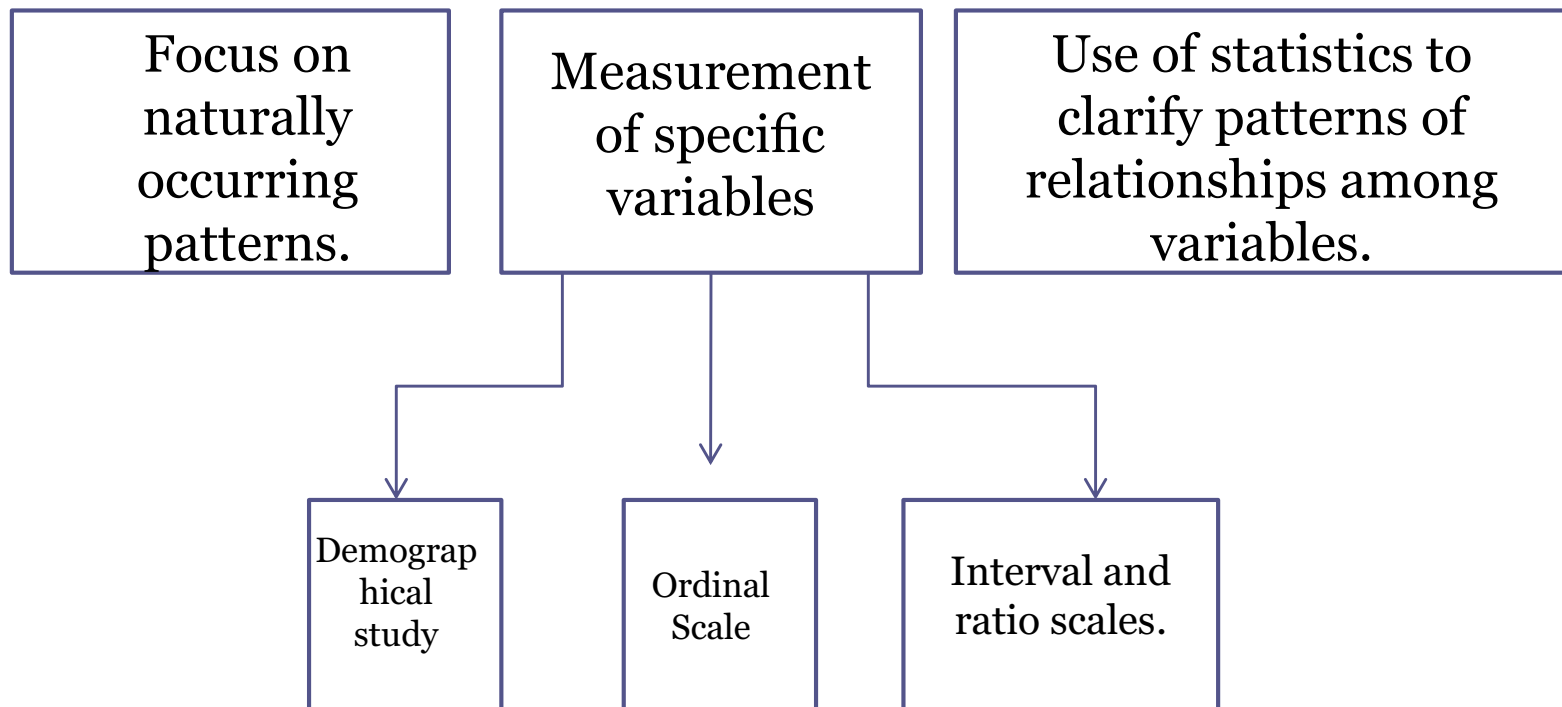 Focus on
naturally
occurring
patterns.
Measurement
of specific
variables
Use of statistics to
clarify patterns of
relationships among
variables.
Demograp
hical
study
Ordinal
Scale
Interval and
ratio scales.